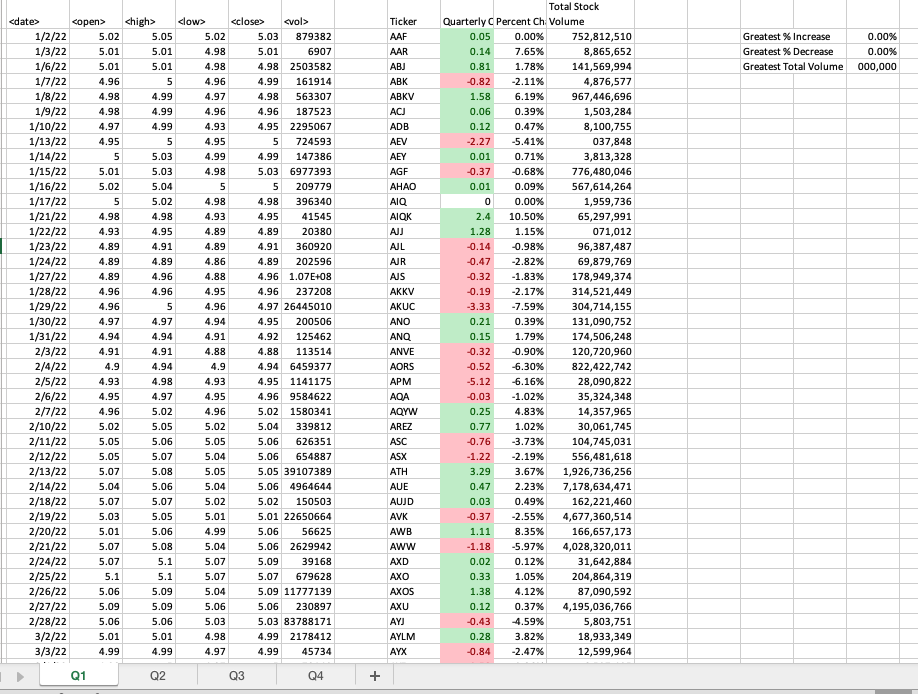 Total Stock
<date> <open> <high> <low> <close> <vol> Ticker Quarterly C Percent Ch Volume
1/2/22 5.02 5.05 5.02 5.03 879382 AAF 0.05 0.00% 752,812,510 Greatest % Increase 0.00%
1/3/22 5.01 5.01 4.98 5.01 6907 AAR 0.14 7.65% 8,865,652 Greatest % Decrease 0.00%
1/6/22 5.01 5.01 4.98 4.98 2503582 ABJ 0.81 1.78% 141,569,994 Greatest Total Volume 000,000
1/7/22 4.96 5 4.96 4.99 161914 ABK -0.82 -2.11% 4,876,577
1/8/22 4.98 4.99 4.97 4.98 563307 ABKV 1.58 6.19% 967,446,696
1/9/22 4.98 4.99 4.96 4.96 187523 ACJ 0.06 0.39% 1,503,284
1/10/22 4.97 4.99 4.93 4.95 2295067 ADB 0.12 0.47% 8,100,755
1/13/22 4.95 5 4.95 5 724593 AEV -2.27 -5.41% 037,848
1/14/22 5 5.03 4.99 4.99 147386 AEY 0.01 0.71% 3,813,328
1/15/22 5.01 5.03 4.98 5.03 6977393 AGF -0.37 -0.68% 776,480,046
1/16/22 5.02 5.04 5 5 209779 AHAO 0.01 0.09% 567,614,264
1/17/22 5 5.02 4.98 4.98 396340 AIQ 0 0.00% 1,959,736
1/21/22 4.98 4.98 4.93 4.95 41545 AIQK 2.4 10.50% 65,297,991
1/22/22 4.93 4.95 4.89 4.89 20380 AJJ 1.28 1.15% 071,012
1/23/22 4.89 4.91 4.89 4.91 360920 AJL -0.14 -0.98% 96,387,487
1/24/22 4.89 4.89 4.86 4.89 202596 AJR -0.47 -2.82% 69,879,769
1/27/22 4.89 4.96 4.88 4.96 1.07E+08 AJS -0.32 -1.83% 178,949,374
1/28/22 4.96 4.96 4.95 4.96 237208 AKKV -0.19 -2.17% 314,521,449
1/29/22 4.96 5 4.96 4.97 26445010 AKUC -3.33 -7.59% 304,714,155
1/30/22 4.97 4.97 4.94 4.95 200506 ANO 0.21 0.39% 131,090,752
1/31/22 4.94 4.94 4.91 4.92 125462 ANQ 0.15 1.79% 174,506,248
2/3/22 4.91 4.91 4.88 4.88 113514 ANVE -0.32 -0.90% 120,720,960
2/4/22 4.9 4.94 4.9 4.94 6459377 AORS -0.52 -6.30% 822,422,742
2/5/22 4.93 4.98 4.93 4.95 1141175 APM -5.12 -6.16% 28,090,822
2/6/22 4.95 4.97 4.95 4.96 9584622 AQA -0.03 -1.02% 35,324,348
2/7/22 4.96 5.02 4.96 5.02 1580341 AQYW 0.25 4.83% 14,357,965
2/10/22 5.02 5.05 5.02 5.04 339812 AREZ 0.77 1.02% 30,061,745
2/11/22 5.05 5.06 5.05 5.06 626351 ASC -0.76 -3.73% 104,745,031
2/12/22 5.05 5.07 5.04 5.06 654887 ASX -1.22 -2.19% 556,481,618
2/13/22 5.07 5.08 5.05 5.05 39107389 ATH 3.29 3.67% 1,926,736,256
2/14/22 5.04 5.06 5.04 5.06 4964644 AUE 0.47 2.23% 7,178,634,471
2/18/22 5.07 5.07 5.02 5.02 150503 AUJD 0.03 0.49% 162,221,460
2/19/22 5.03 5.05 5.01 5.01 22650664 AVK -0.37 -2.55% 4,677,360,514
2/20/22 5.01 5.06 4.99 5.06 56625 AWB 1.11 8.35% 166,657,173
2/21/22 5.07 5.08 5.04 5.06 2629942 AWW -1.18 -5.97% 4,028,320,011
2/24/22 5.07 5.1 5.07 5.09 39168 AXD 0.02 0.12% 31,642,884
2/25/22 5.1 5.1 5.07 5.07 679628 AXO 0.33 1.05% 204,864,319
2/26/22 5.06 5.09 5.04 5.09 11777139 AXOS 1.38 4.12% 87,090,592
2/27/22 5.09 5.09 5.06 5.06 230897 AXU 0.12 0.37% 4,195,036,766
2/28/22 5.06 5.06 5.03 5.03 83788171 AYJ -0.43 -4.59% 5,803,751
3/2/22 5.01 5.01 4.98 4.99 2178412 AYLM 0.28 3.82% 18,933,349
3/3/22 4.99 4.99 4.97 4.99 45734 AYX -0.84 -2.47% 12,599,964
Q1 Q2 Q3 Q4 +